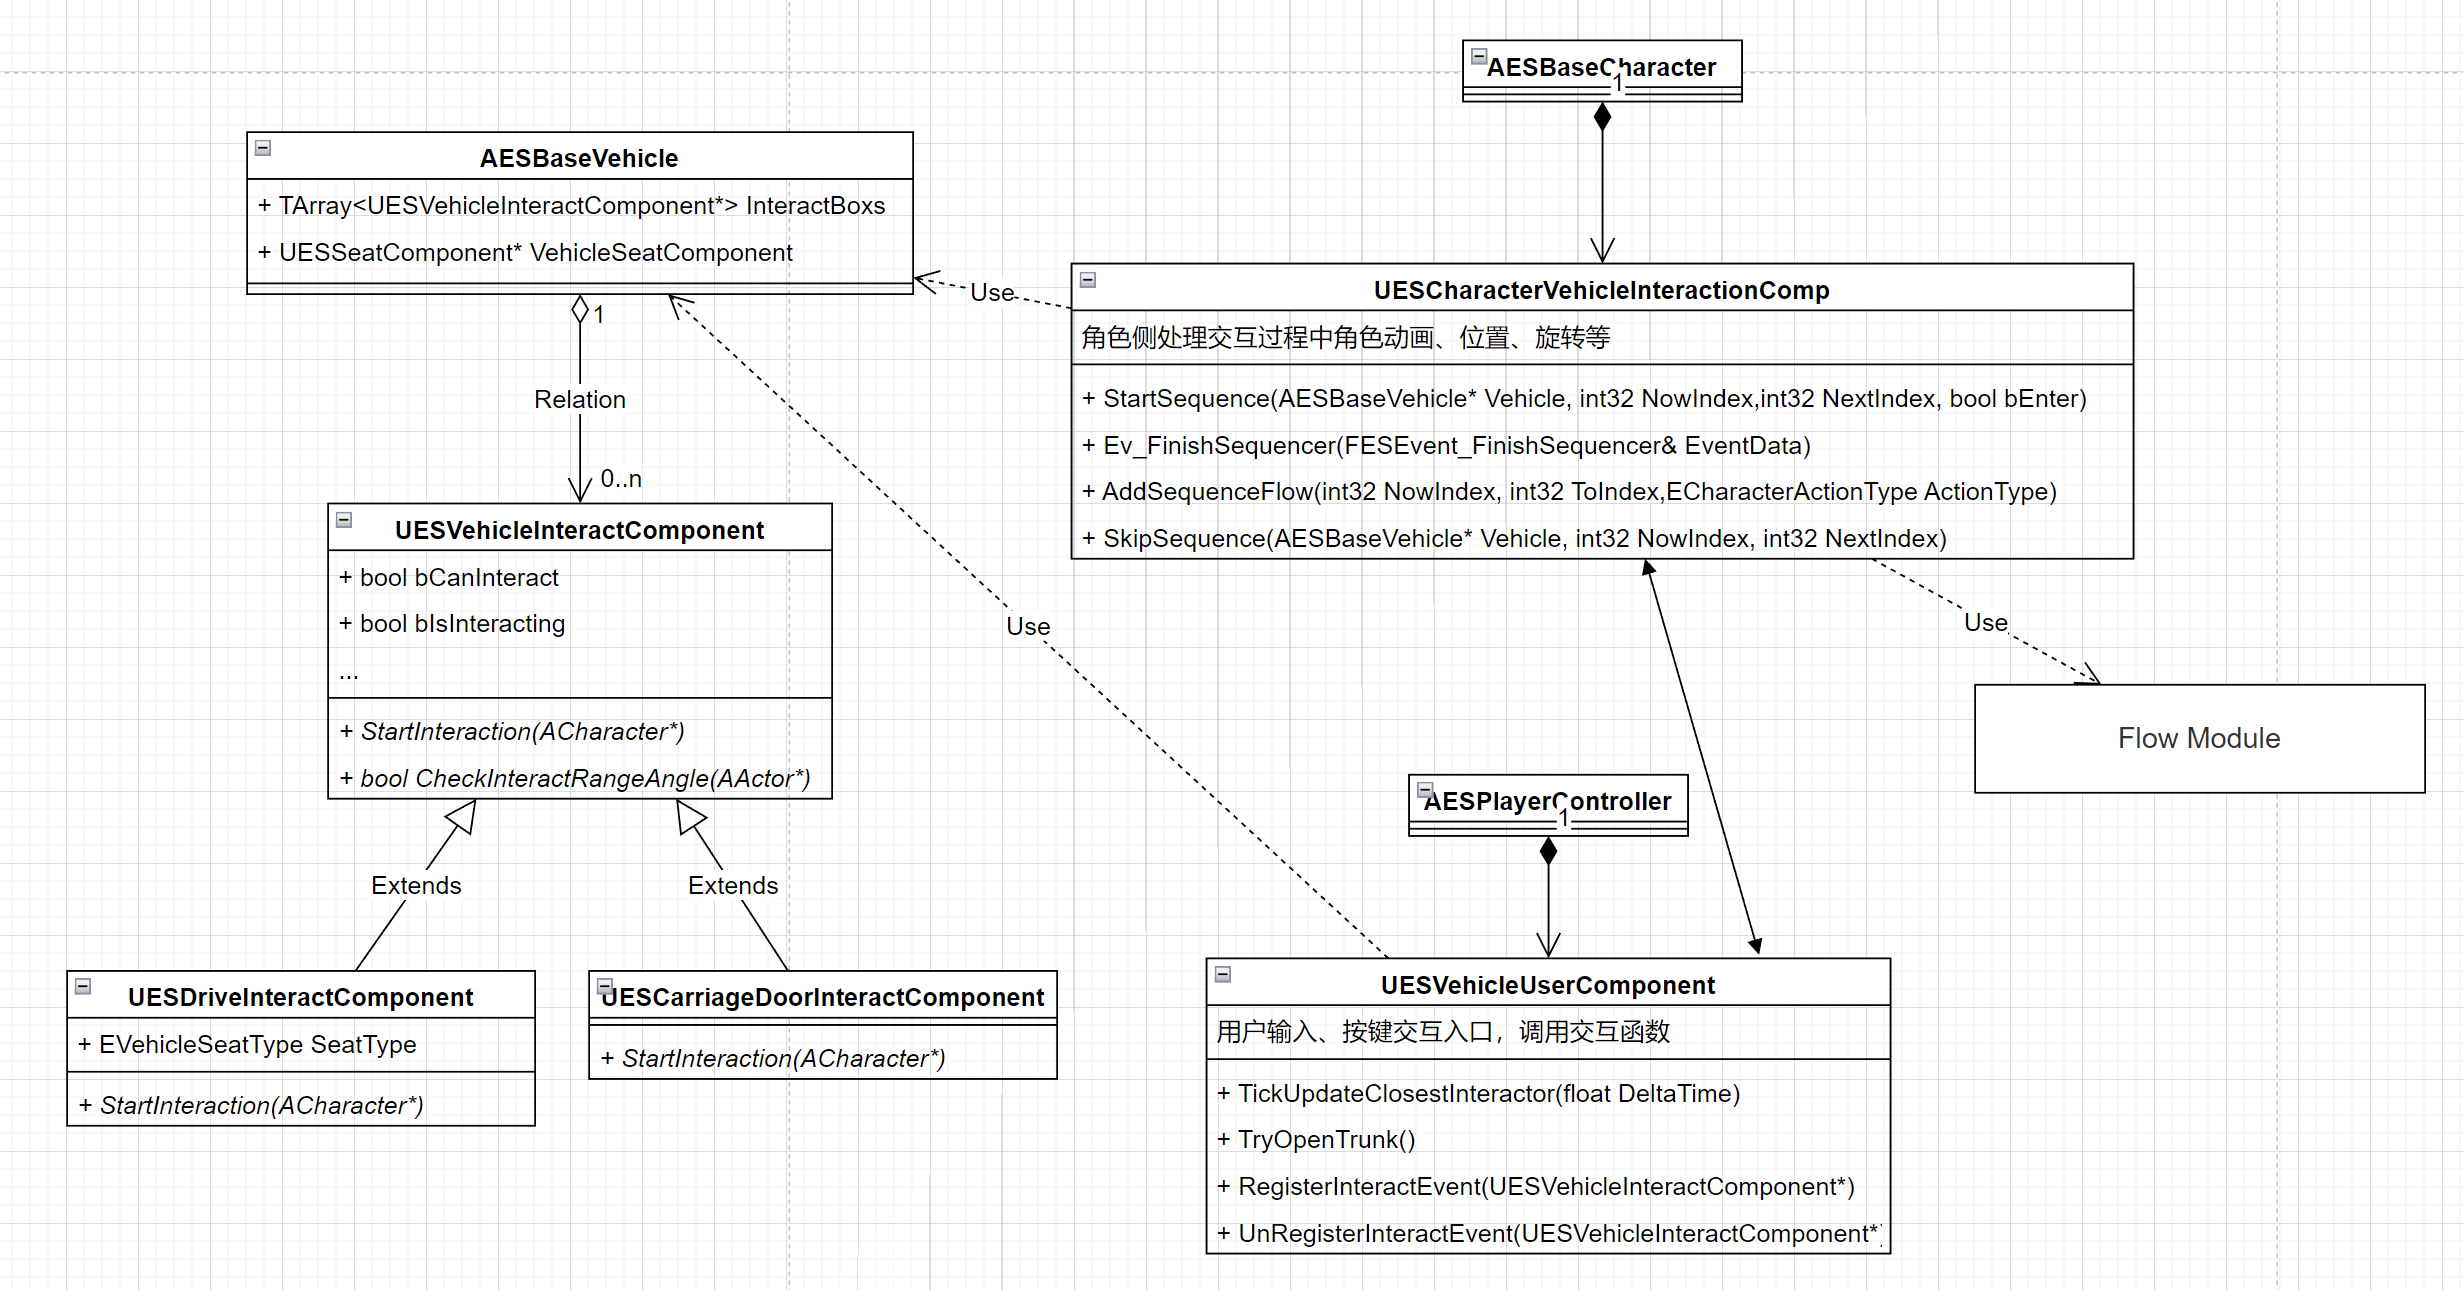 AESBaseCharacter
1
AESBaseVehicle
+ TArray<UESVehicleInteractComponent*> InteractBoxs
+ UESSeatComponent* VehicleSeatComponent
1
Relation
0..n
Use
UESCharacterVehicleInteractionComp
角色侧处理交互过程中角色动画、位置、旋转等
+ StartSequence(AESBaseVehicle* Vehicle, int32 NowIndex,int32 NextIndex, bool bEnter)
+ Ev_FinishSequencer(FESEvent_FinishSequencer& EventData)
+ AddSequenceFlow(int32 NowIndex, int32 ToIndex,ECharacterActionType ActionType)
+ SkipSequence(AESBaseVehicle* Vehicle, int32 NowIndex, int32 NextIndex)
UESVehicleInteractComponent
+ bool bCanInteract
+ bool bIsInteracting
...
+ StartInteraction(ACharacter*)
+ bool CheckInteractRangeAngle(AActor*)
Use
Use
Flow Module
Extends
Extends
AESPlayerController
1
UESDriveInteractComponent
+ EVehicleSeatType SeatType
+ StartInteraction(ACharacter*)
UESCarriageDoorInteractComponent
+ StartInteraction(ACharacter*)
UESVehicleUserComponent
用户输入、按键交互入口，调用交互函数
+ TickUpdateClosestInteractor(float DeltaTime)
+ TryOpenTrunk()
+ RegisterInteractEvent(UESVehicleInteractComponent*)
+ UnRegisterInteractEvent(UESVehicleInteractComponent*)